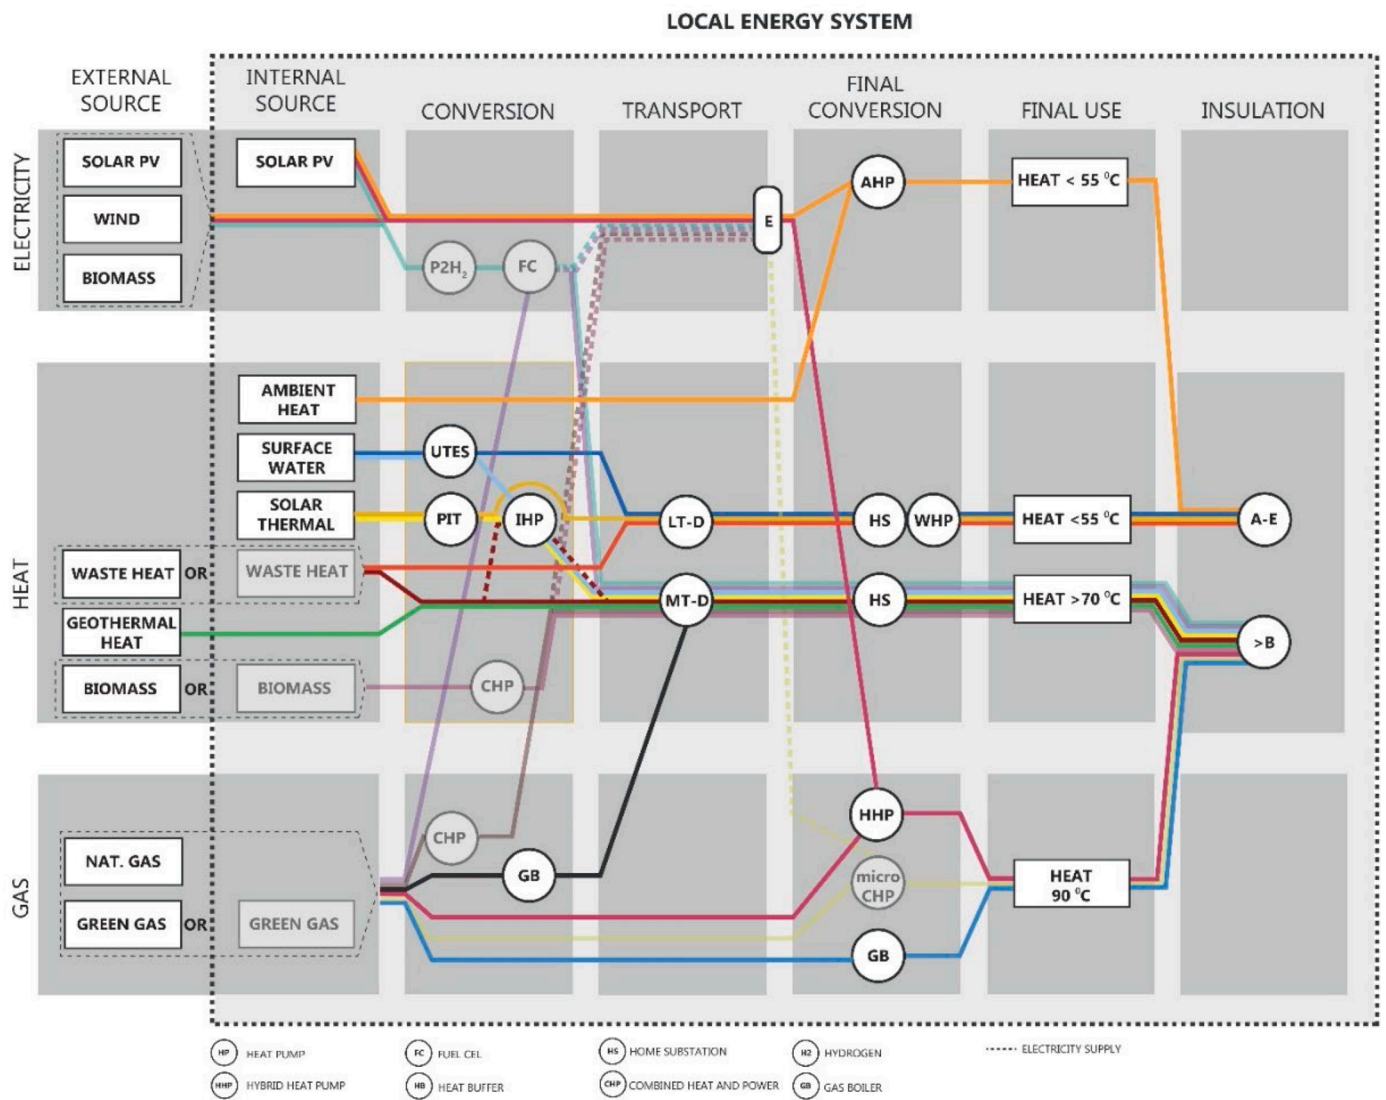 LOCAL ENERGY SYSTEM
EXTERNAL
SOURCE
INTERNAL
SOURCE
CONVERSION
TRANSPORT
FINAL
CONVERSION
FINAL USE
INSULATION
ELECTRICITY
SOLAR PV
WIND
BIOMASS
SOLAR PV
P2H₂
FC
E
AHP
HEAT < 55 ⁰C
HEAT
AMBIENT
HEAT
SURFACE
WATER
SOLAR
THERMAL
WASTE HEAT OR WASTE HEAT
GEOTHERMAL
HEAT
BIOMASS OR BIOMASS
UTES
PIT
IHP
CHP
LT-D
MT-D
HS WHP
HS
HEAT <55 ⁰C
HEAT >70 ⁰C
A-E
>B
GAS
NAT. GAS
GREEN GAS OR GREEN GAS
CHP
GB
HHP
micro
CHP
GB
HEAT
90 ⁰C
HP HEAT PUMP
HHP HYBRID HEAT PUMP
FC FUEL CEL
HB HEAT BUFFER
HS HOME SUBSTATION
CHP COMBINED HEAT AND POWER
H2 HYDROGEN
GB GAS BOILER
ELECTRICITY SUPPLY